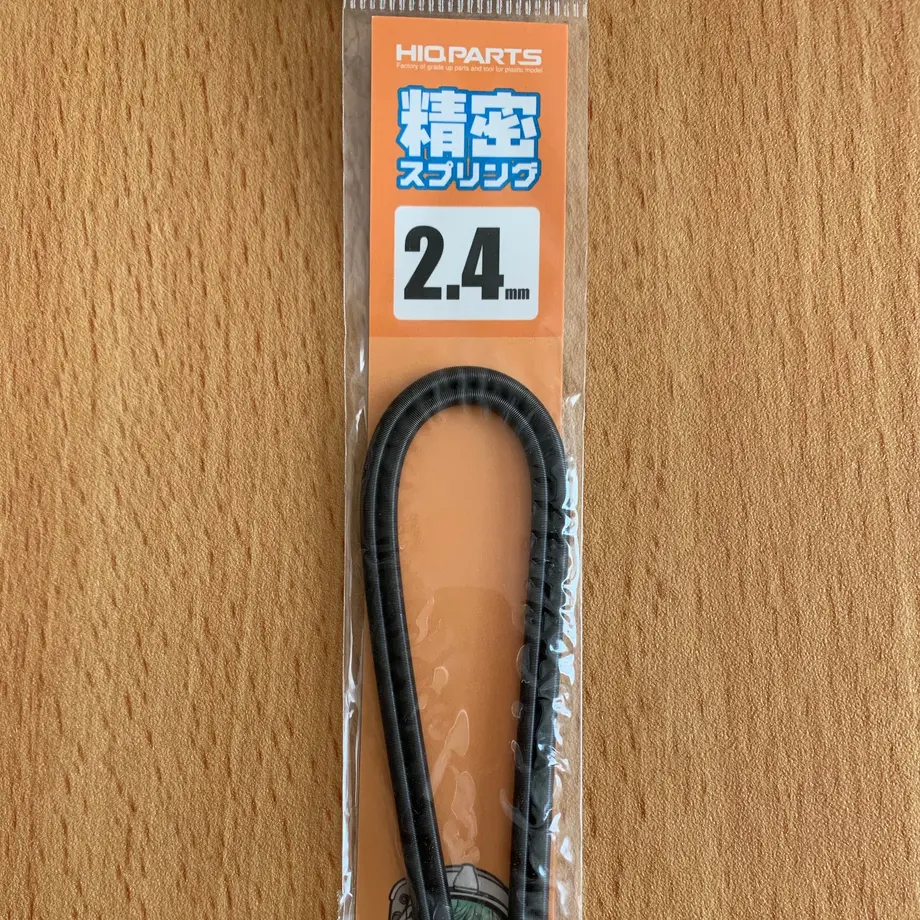 HIQPARTS
Factory of grade up parts and tool for plastic model
精密
スプリング
2.4mm